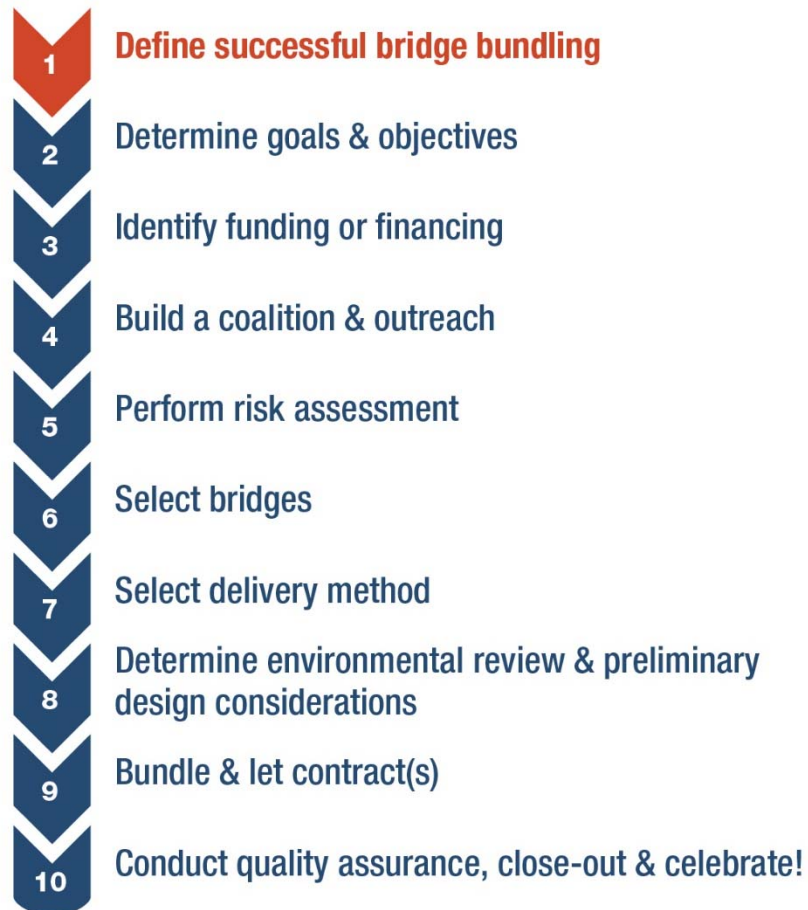 1 Define successful bridge bundling
2 Determine goals & objectives
3 Identify funding or financing
4 Build a coalition & outreach
5 Perform risk assessment
6 Select bridges
7 Select delivery method
8 Determine environmental review & preliminary
design considerations
9 Bundle & let contract(s)
10 Conduct quality assurance, close-out & celebrate!